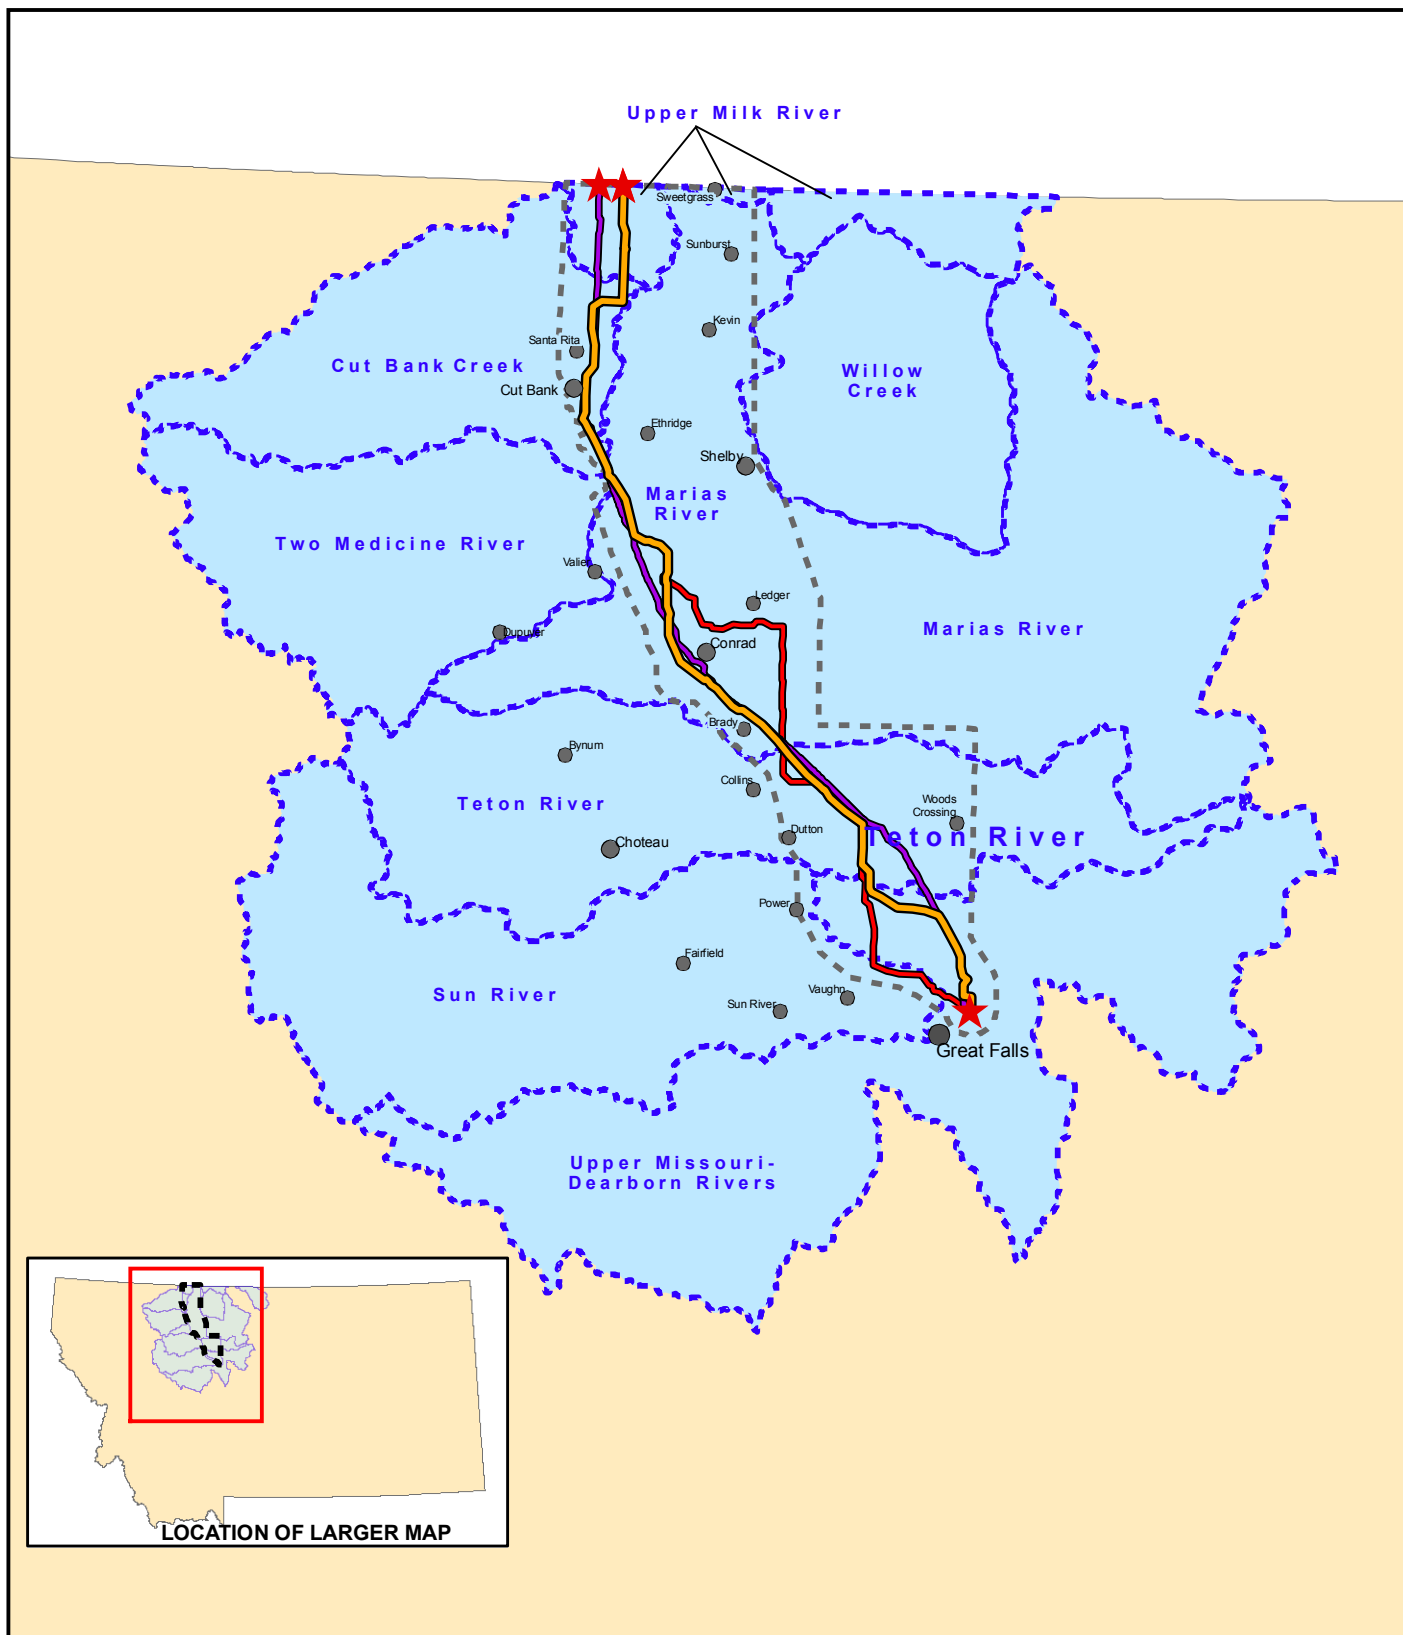 Upper Milk River
Sweetgrass
Sunburst
Kevin
Santa Rita
Cut Bank Creek
Willow
Creek
Cut Bank
Ethridge
Shelby
Marias
River
Two Medicine River
Valier
Ledger
Dupuyer
Marias River
Conrad
Brady
Bynum
Collins
Teton River
Woods
Crossing
Dutton
Teton River
Choteau
Power
Fairfield
Sun River
Vaughn
Sun River
Great Falls
Upper Missouri-
Dearborn Rivers
LOCATION OF LARGER MAP